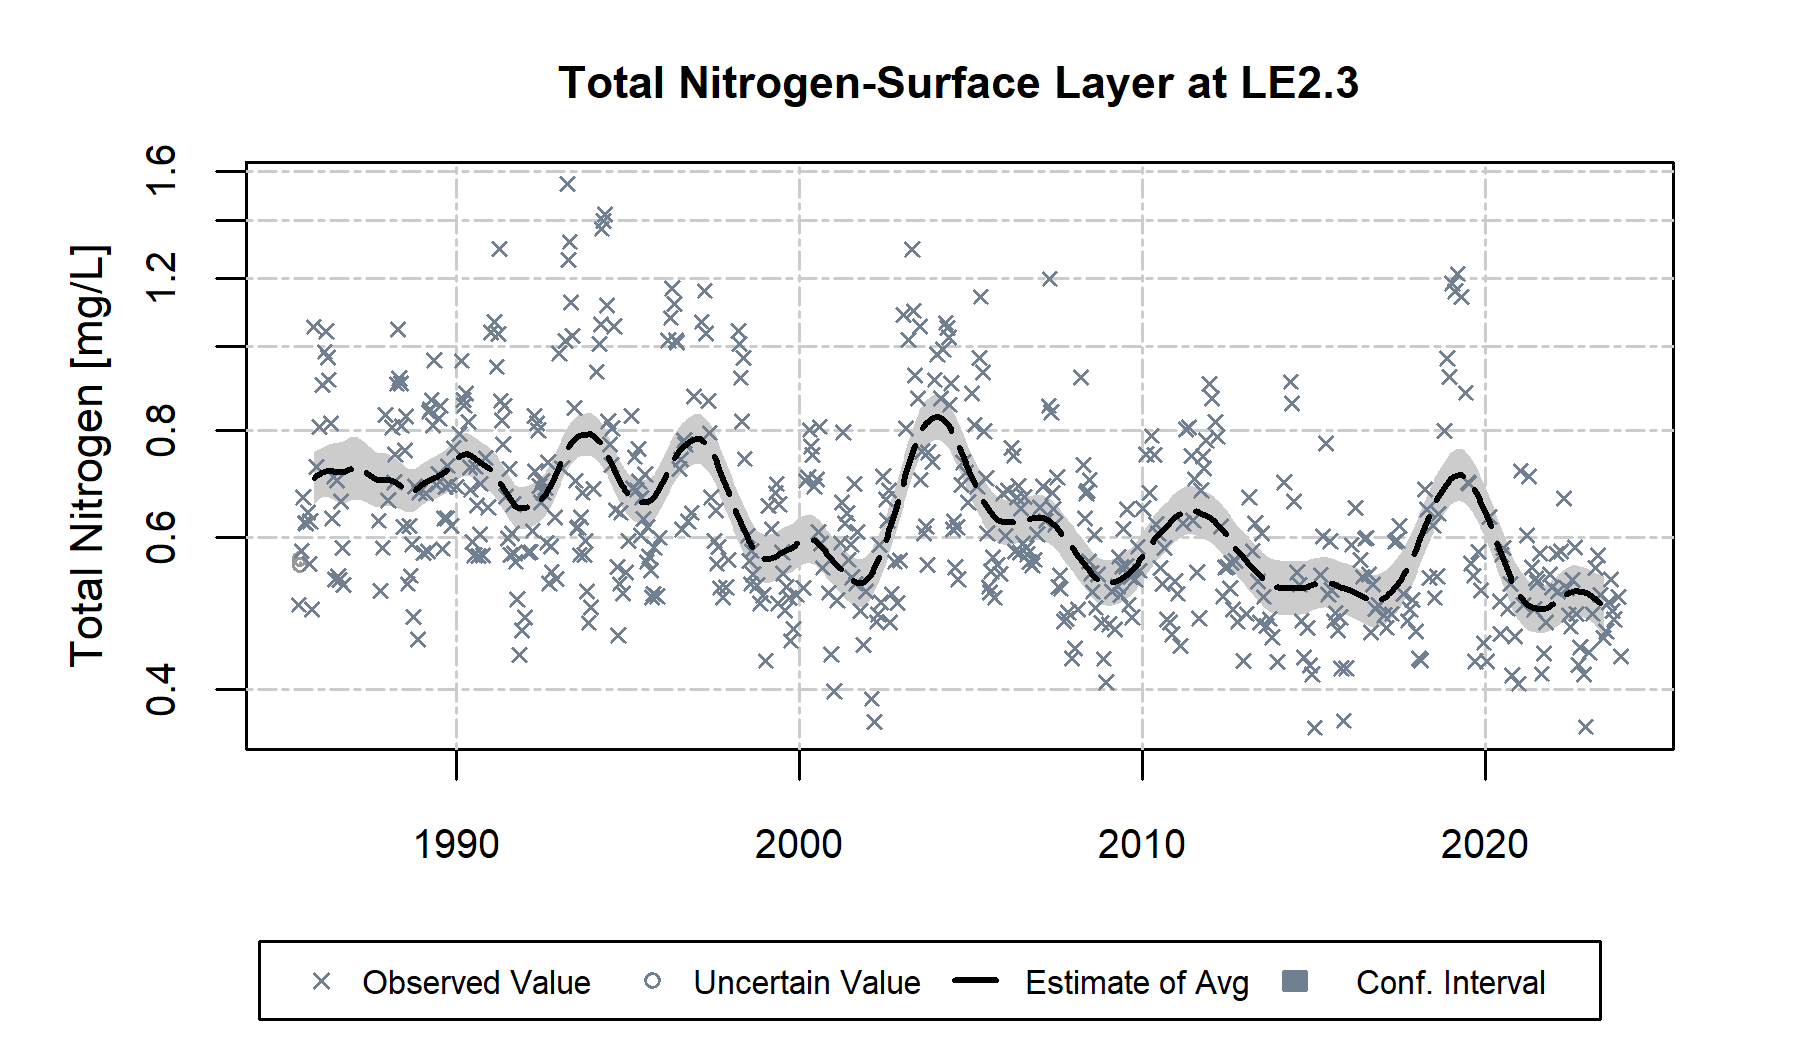 Total Nitrogen-Surface Layer at LE2.3
Total Nitrogen [mg/L]
1.6
1.2
0.8
0.6
0.4
1990 2000 2010 2020
Observed Value Uncertain Value Estimate of Avg Conf. Interval